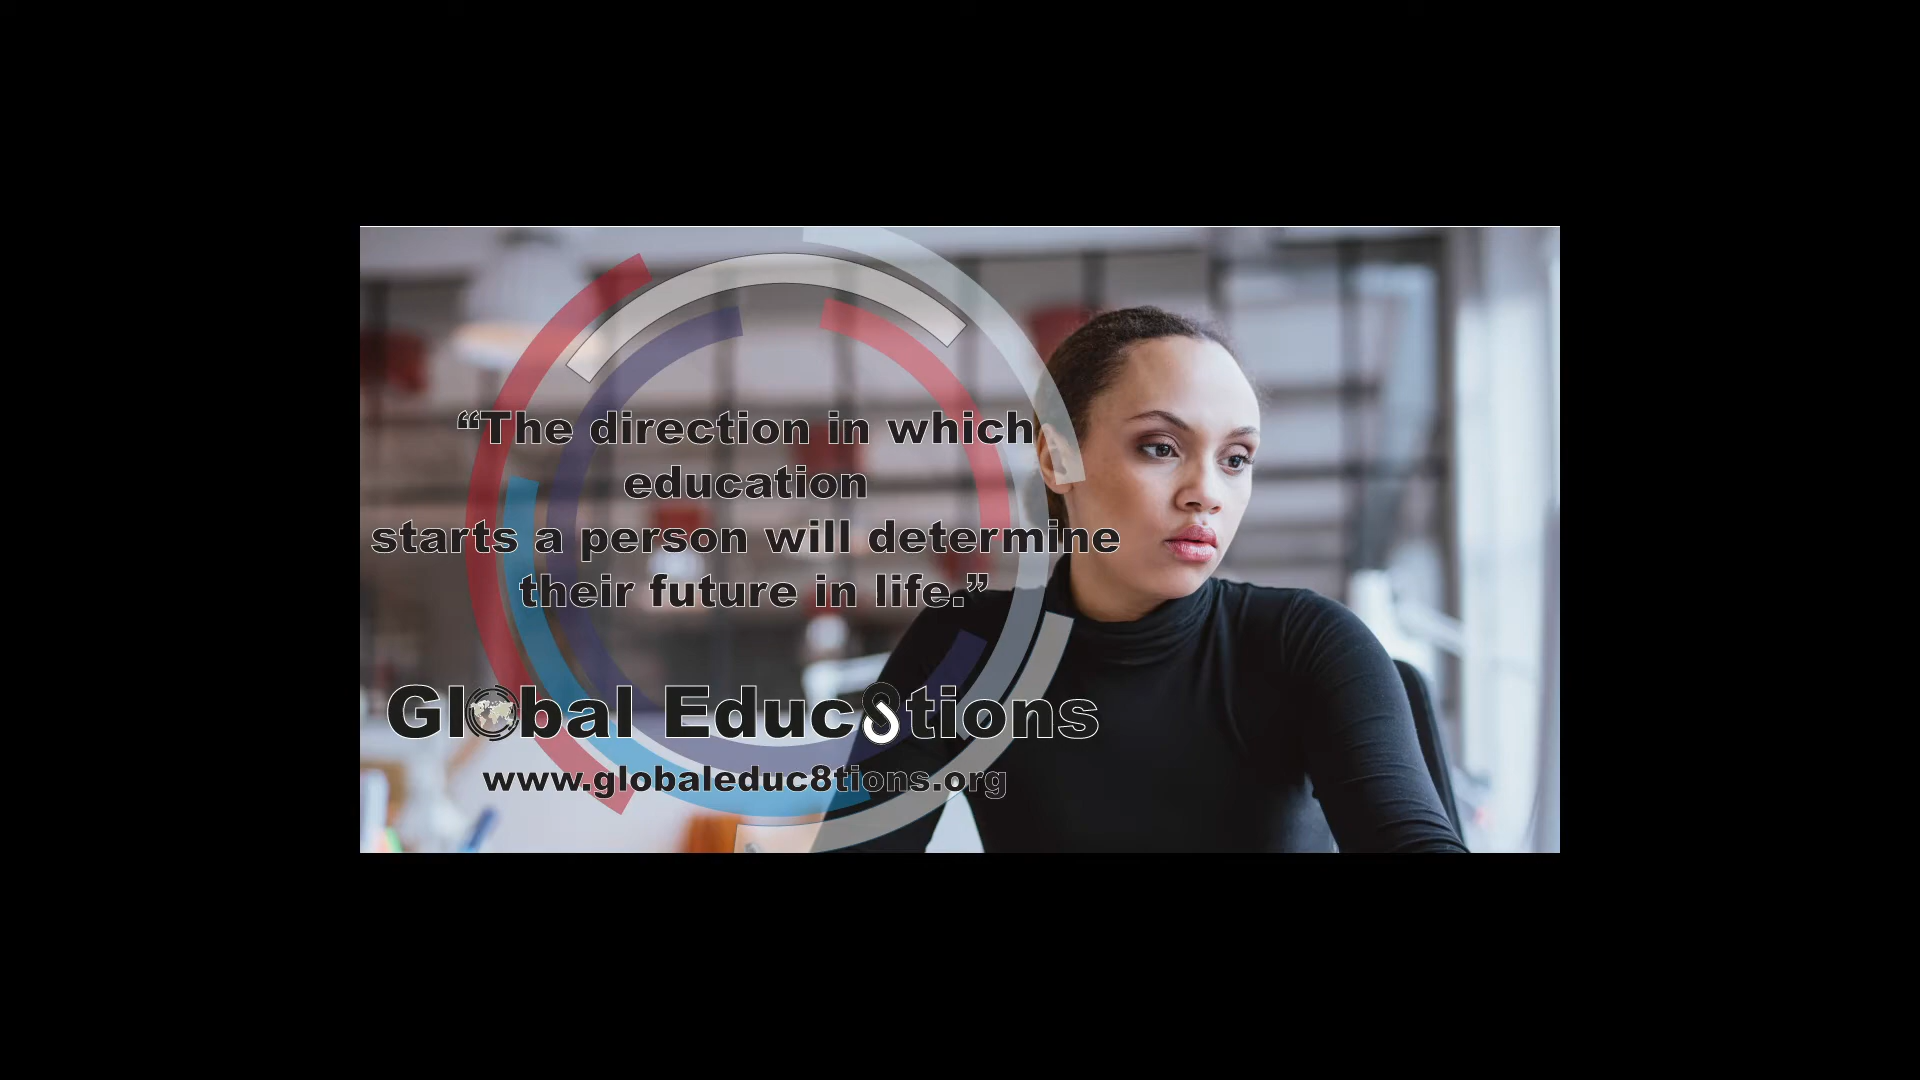 “The direction in which
education
starts a person will determine
their future in life.”
Global Educ8tions
www.globaleduc8tions.org